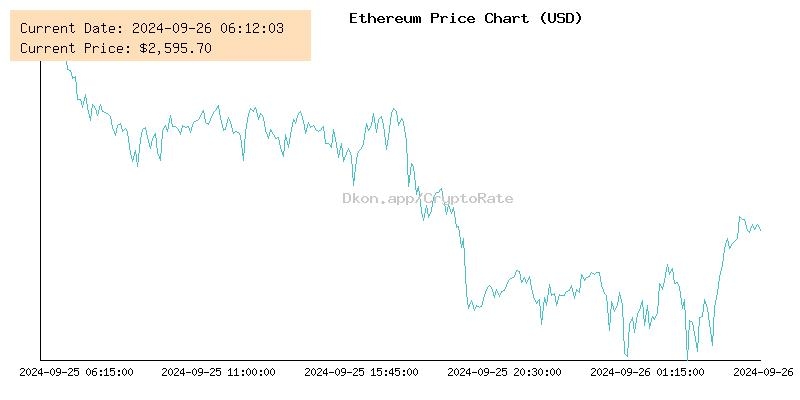 Ethereum Price Chart (USD)
Current Date: 2024-09-26 06:12:03
Current Price: $2,595.70
Dkon.app/CryptoRate
2024-09-25 06:15:00 2024-09-25 11:00:00 2024-09-25 15:45:00 2024-09-25 20:30:00 2024-09-26 01:15:00 2024-09-26